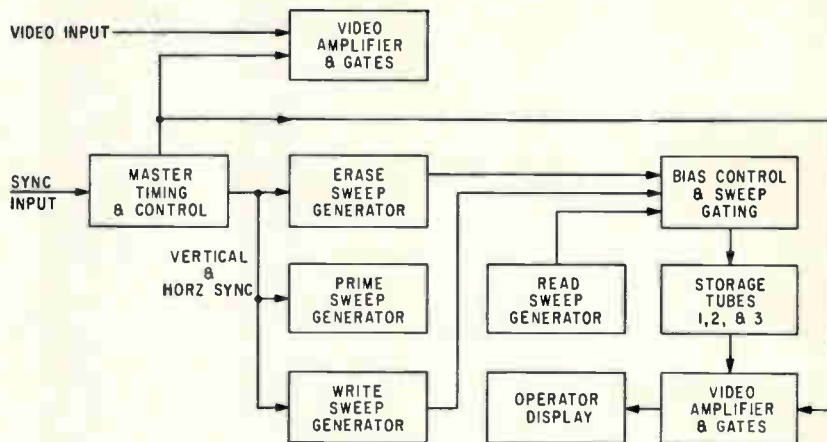 VIDEO INPUT
VIDEO
AMPLIFIER
& GATES
SYNC
INPUT
MASTER
TIMING
& CONTROL
ERASE
SWEEP
GENERATOR
BIAS CONTROL
& SWEEP
GATING
VERTICAL
&
HORZ SYNC
PRIME
SWEEP
GENERATOR
READ
SWEEP
GENERATOR
STORAGE
TUBES
1,2, & 3
WRITE
SWEEP
GENERATOR
OPERATOR
DISPLAY
VIDEO
AMPLIFIER
& GATES